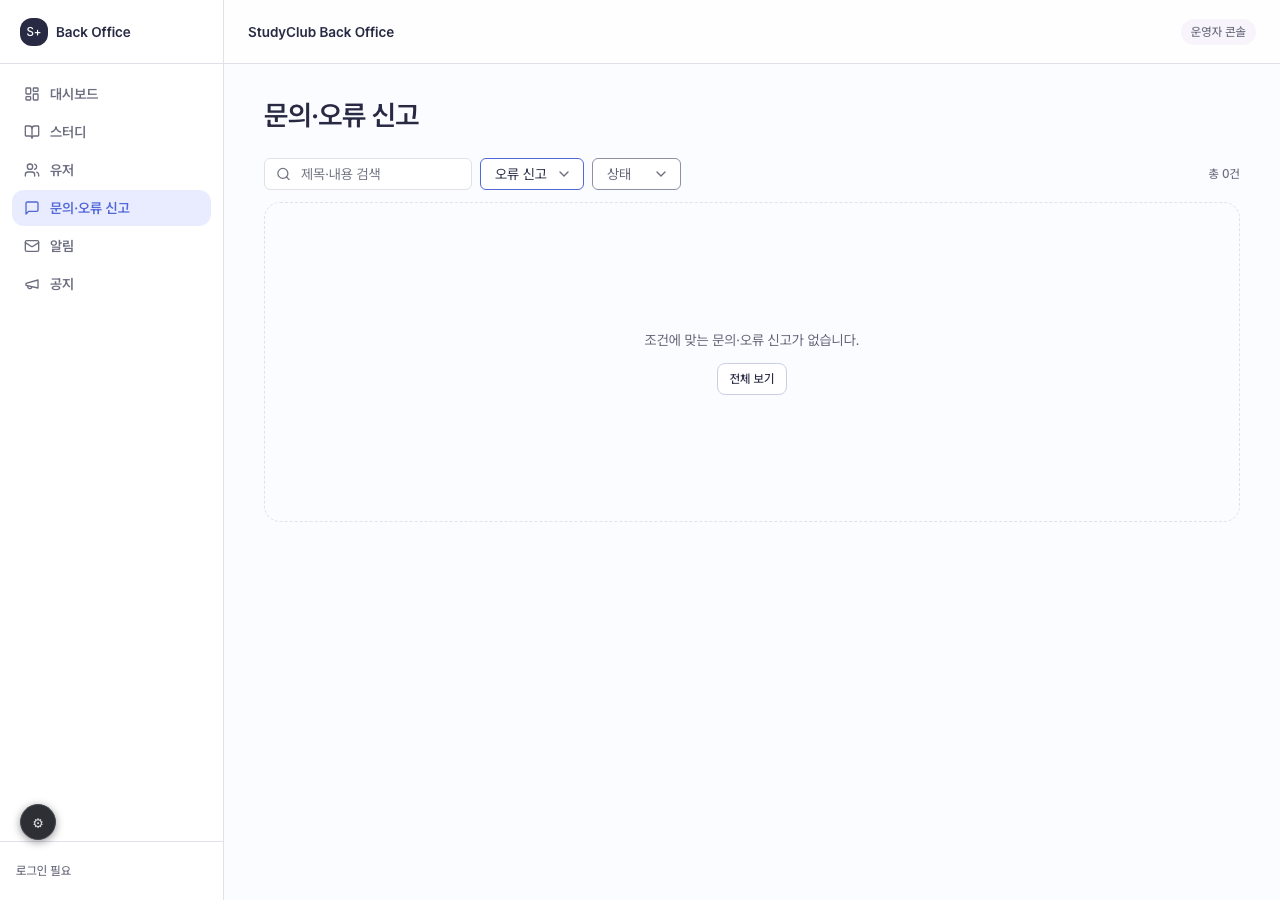 S+ Back Office
StudyClub Back Office
운영자 콘솔
대시보드
스터디
유저
문의·오류 신고
알림
공지
로그인 필요
문의·오류 신고
제목·내용 검색
오류 신고
상태
총 0건
조건에 맞는 문의·오류 신고가 없습니다.
전체 보기